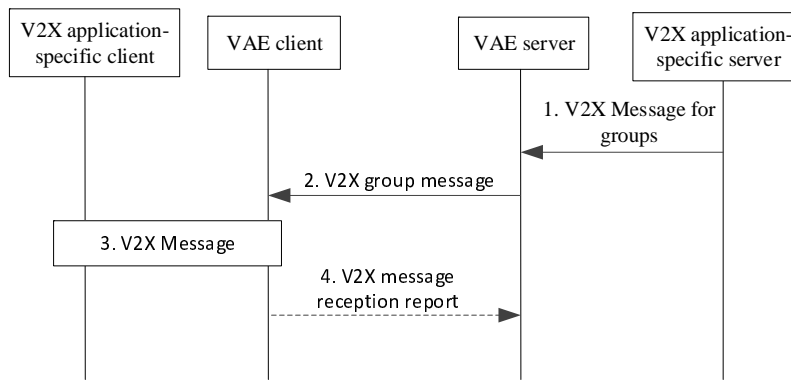 V2X application-
specific client
VAE client
VAE server
V2X application-
specific server
1. V2X Message for
groups
2. V2X group message
3. V2X Message
4. V2X message
reception report